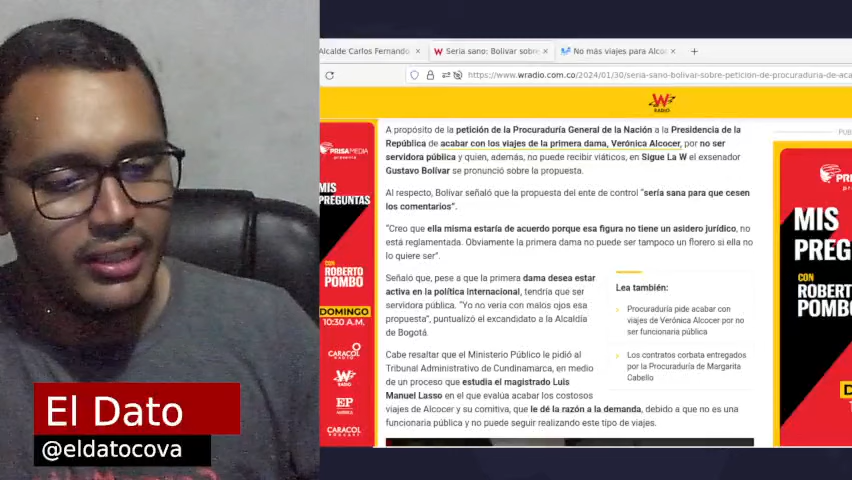 Alcalde Carlos Fernando
Sería sano: Bolívar sobre
No más viajes para Alcoc
https://www.wradio.com.co/2024/01/30/seria-sano-bolivar-sobre-peticion-de-procuraduria-de-aca
W
RADIO
A propósito de la petición de la Procuraduría General de la Nación a la Presidencia de la
República de acabar con los viajes de la primera dama, Verónica Alcocer, por no ser
servidora pública y quien, además, no puede recibir viáticos, en Sigue La W el exsenador
Gustavo Bolívar se pronunció sobre la propuesta.
Al respecto, Bolívar señaló que la propuesta del ente de control “sería sana para que cesen
los comentarios”.
“Creo que ella misma estaría de acuerdo porque esa figura no tiene un asidero jurídico, no
está reglamentada. Obviamente la primera dama no puede ser tampoco un florero si ella no
lo quiere ser”.
Señaló que, pese a que la primera dama desea estar
activa en la política internacional, tendría que ser
servidora pública. “Yo no vería con malos ojos esa
propuesta”, puntualizó el excandidato a la Alcaldía
de Bogotá.
Lea también:
Procuraduría pide acabar con
viajes de Verónica Alcocer por no
ser funcionaria pública
Los contratos corbata entregados
por la Procuraduría de Margarita
Cabello
Cabe resaltar que el Ministerio Público le pidió al
Tribunal Administrativo de Cundinamarca, en medio
de un proceso que estudia el magistrado Luis
Manuel Lasso en el que evalúa acabar los costosos
viajes de Alcocer y su comitiva, que le dé la razón a la demanda, debido a que no es una
funcionaria pública y no puede seguir realizando este tipo de viajes.
PRISA MEDIA
presenta
MIS
PREGUNTAS
CON
ROBERTO
POMBO
DOMINGO
10:30 A.M.
CARACOL
RADIO
W
RADIO
EP
CARACOL
PODCAST
PUB
PRIS
MIS
PREG
CON
ROBERT
POMBO
D
El Dato
@eldatocova